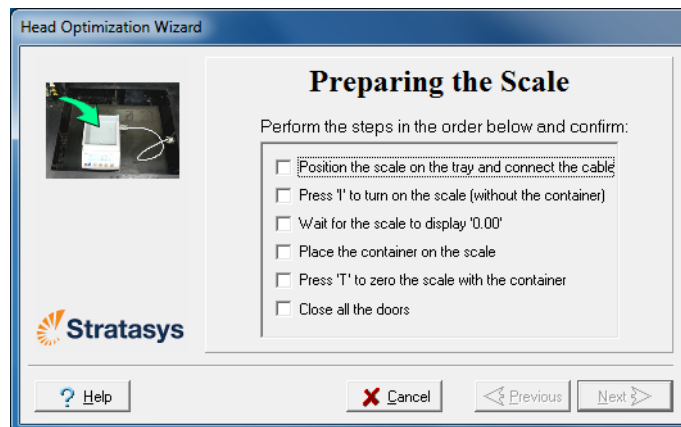 Head Optimization Wizard
Preparing the Scale
Perform the steps in the order below and confirm:
Position the scale on the tray and connect the cable
Press 'I' to turn on the scale (without the container)
Wait for the scale to display '0.00'
Place the container on the scale
Press 'T' to zero the scale with the container
Close all the doors
Stratasys
? Help
Cancel
Previous
Next